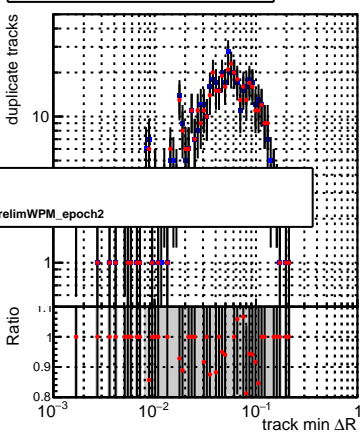 duplicate tracks
10
relimWPM_epoch2
1
Ratio
1.1
1
0.9
0.8
10−3 10−2 10−1 1
track min ΔR